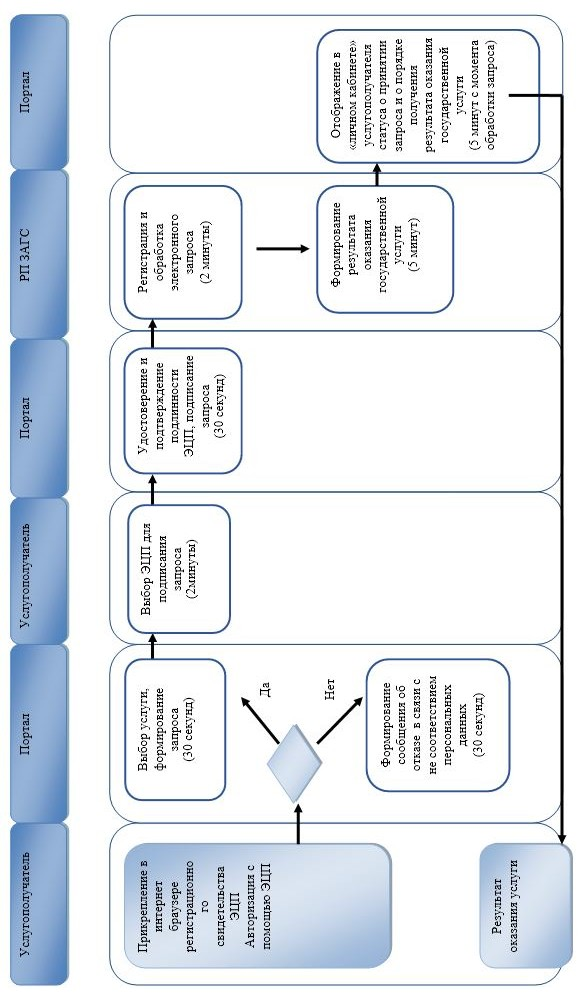 Услугополучатель
Портал
Услугополучатель
Портал
РП ЗАГС
Портал
Прикрепление в
интернет
браузере
регистрационно
го
свидетельства
ЭЦП
Авторизация с
помощью ЭЦП
Выбор услуги,
формирование
запроса
(30 секунд)
Да
Нет
Формирование
сообщения об
отказе в связи с
не соответствием
персональных
данных
(30 секунд)
Выбор ЭЦП для
подписания
запроса
(2минуты)
Удостоверение и
подтверждение
подлинности
ЭЦП, подписание
запроса
(30 секунд)
Регистрация и
обработка
электронного
запроса
(2 минуты)
Формирование
результата
оказания
государственной
услуги
(5 минут)
Отображение в
«личном кабинете»
услугополучателя
статуса о принятии
запроса и о порядке
получения
результата оказания
государственной
услуги
(5 минут с момента
обработки запроса)
Результат
оказания услуги